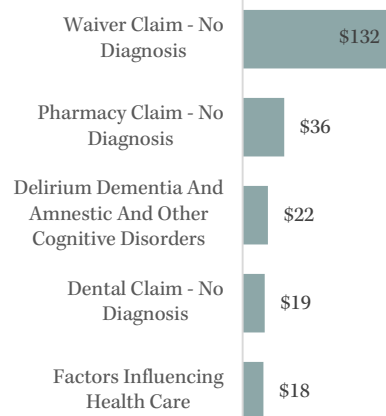 Waiver Claim - No
Diagnosis
$132
Pharmacy Claim - No
Diagnosis
$36
Delirium Dementia And
Amnestic And Other
Cognitive Disorders
$22
Dental Claim - No
Diagnosis
$19
Factors Influencing
Health Care
$18